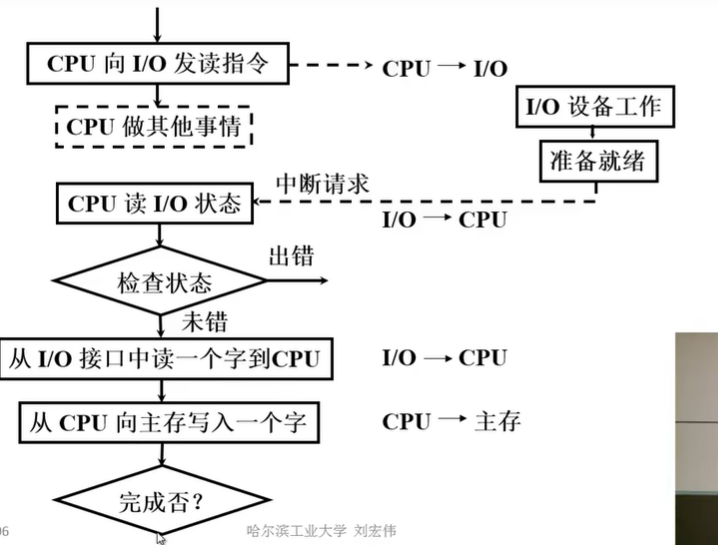 CPU 向 I/O 发读指令
CPU → I/O
I/O 设备工作
CPU 做其他事情
准备就绪
中断请求
CPU 读 I/O 状态
I/O → CPU
出错
检查状态
未错
从 I/O 接口中读一个字到CPU
I/O → CPU
从 CPU 向主存写入一个字
CPU → 主存
完成否？
06
哈尔滨工业大学 刘宏伟